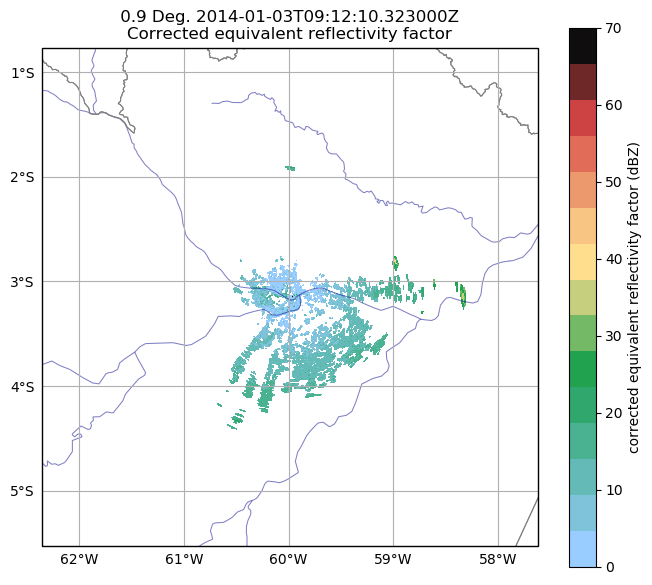 0.9 Deg. 2014-01-03T09:12:10.323000Z
Corrected equivalent reflectivity factor
1°S
2°S
3°S
4°S
5°S
62°W
61°W
60°W
59°W
58°W
70
60
50
40
30
20
10
0
corrected equivalent reflectivity factor (dBZ)